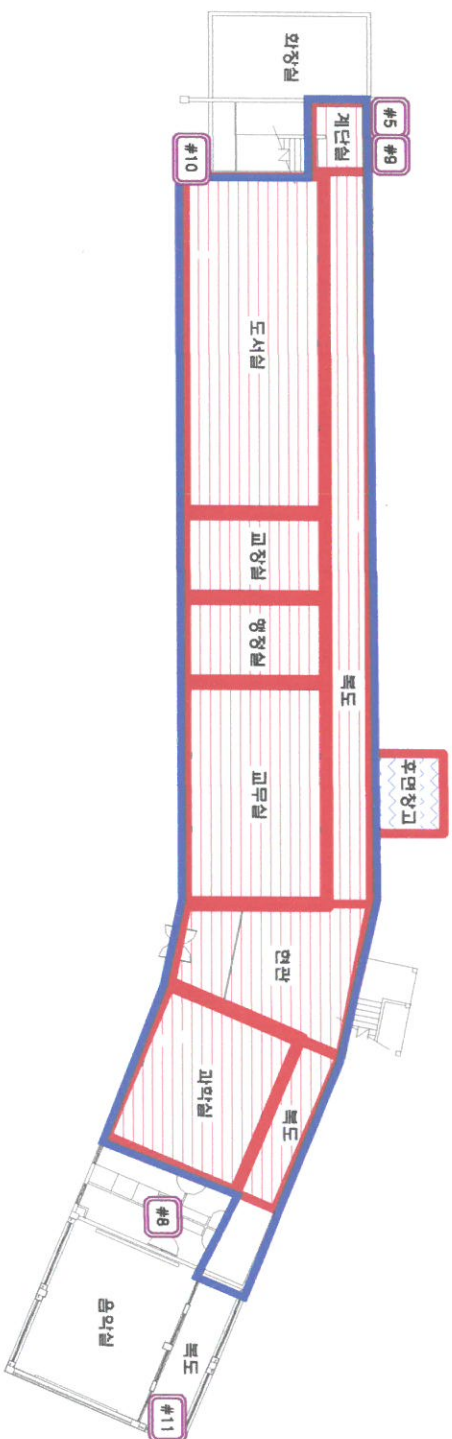 화장실
계단실
#5
#9
#10
도서실
교장실
행정실
교무실
복도
후면창고
현관
과학실
복도
#8
음악실
복도
#11